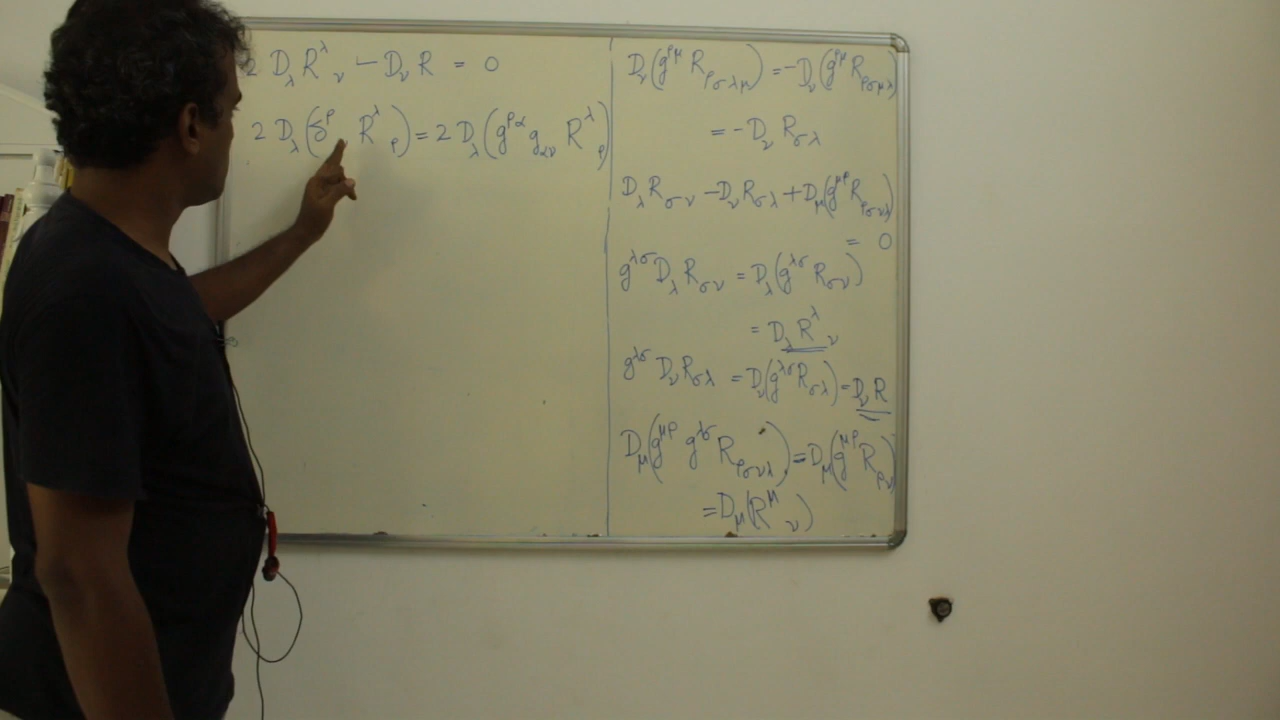 2 D_λ R^λ_ν − D_ν R = 0
2 D_λ(δ^ρ_ν R^λ_ρ) = 2 D_λ(g^{ρα} g_{αν} R^λ_ρ)
D_ν(g^{ρμ} R_{ρσλμ}) = −D_ν(g^{ρμ} R_{ρσμλ})
= −D_ν R_{σλ}
D_λ R_{σν} − D_ν R_{σλ} + D_μ(g^{μρ} R_{ρσνλ})
= 0
g^{λσ} D_λ R_{σν} = D_λ(g^{λσ} R_{σν})
= D_λ R^λ_ν
g^{λσ} D_ν R_{σλ} = D_ν(g^{λσ} R_{σλ}) = D_ν R
D_μ(g^{μρ} g^{λσ} R_{ρσνλ}) = D_μ(g^{μρ} R_{ρν})
= D_μ(R^μ_ν)